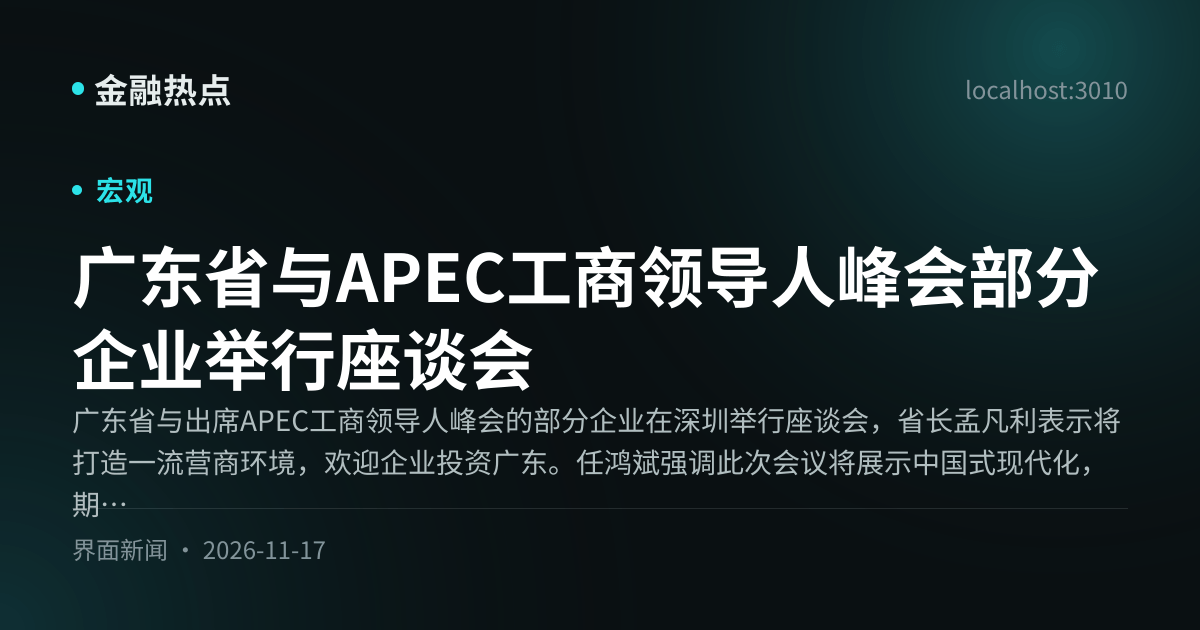 金融热点
localhost:3010
宏观
广东省与APEC工商领导人峰会部分
企业举行座谈会
广东省与出席APEC工商领导人峰会的部分企业在深圳举行座谈会，省长孟凡利表示将
打造一流营商环境，欢迎企业投资广东。任鸿斌强调此次会议将展示中国式现代化，
期…
界面新闻 • 2026-11-17